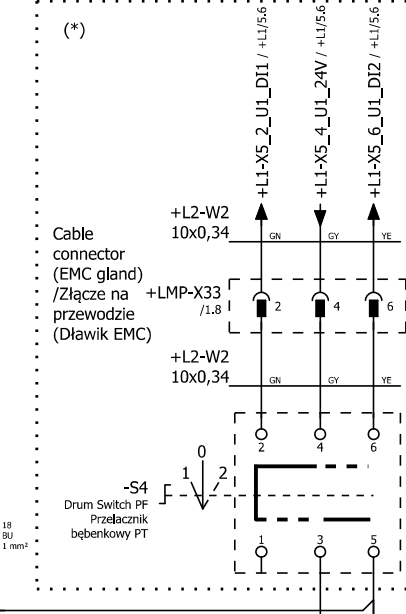 (*)
+L1-X5_2_U1_DI1 / +L1/5.6
+L1-X5_4_U1_24V / +L1/5.6
+L1-X5_6_U1_DI2 / +L1/5.6
+L2-W2
10x0,34
GN
GY
YE
Cable
connector
(EMC gland)
/Złącze na
przewodzie
(Dławik EMC)
+LMP-X33
/1.8
2
4
6
+L2-W2
10x0,34
GN
GY
YE
2
4
6
0
1
2
-S4
Drum Switch PF
Przelacznik
bębenkowy PT
1
3
5
18
BU
1 mm²